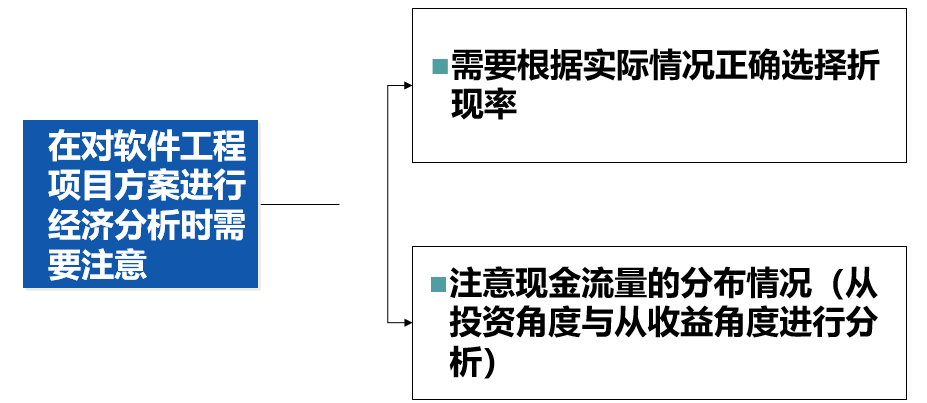 在对软件工程
项目方案进行
经济分析时需
要注意
需要根据实际情况正确选择折
现率
注意现金流量的分布情况（从
投资角度与从收益角度进行分
析）